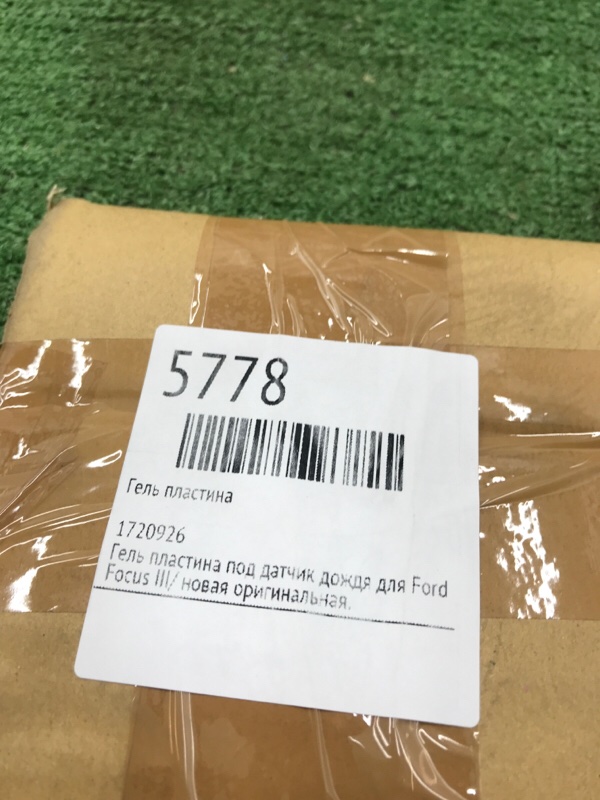 5778
Гель пластина
1720926
Гель пластина под датчик дождя для Ford
Focus III/ новая оригинальная.